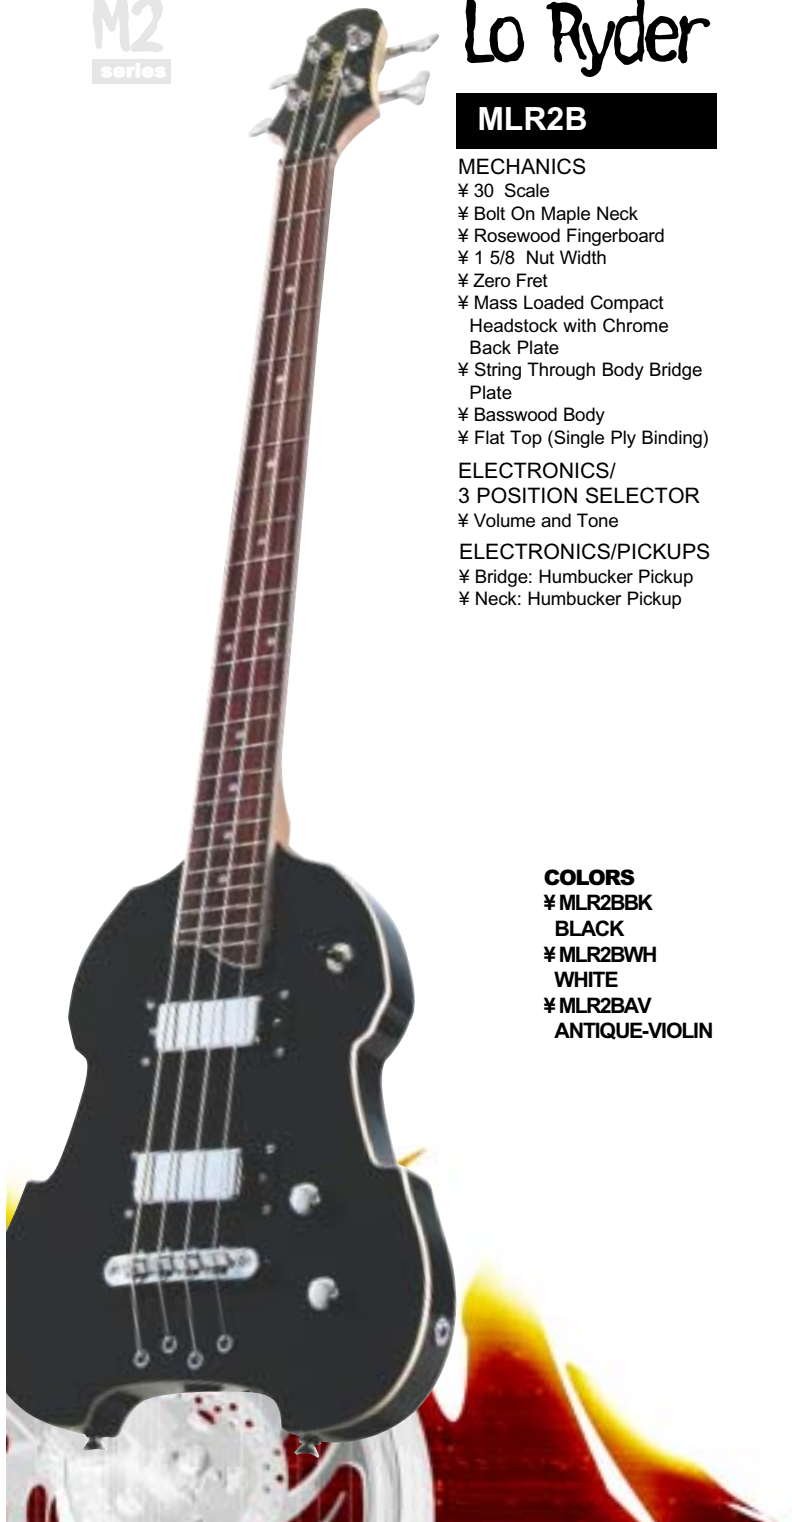 M2
series
Lo Ryder
MLR2B
MECHANICS
¥ 30  Scale
¥ Bolt On Maple Neck
¥ Rosewood Fingerboard
¥ 1 5/8  Nut Width
¥ Zero Fret
¥ Mass Loaded Compact
Headstock with Chrome
Back Plate
¥ String Through Body Bridge
Plate
¥ Basswood Body
¥ Flat Top (Single Ply Binding)
ELECTRONICS/
3 POSITION SELECTOR
¥ Volume and Tone
ELECTRONICS/PICKUPS
¥ Bridge: Humbucker Pickup
¥ Neck: Humbucker Pickup
COLORS
¥ MLR2BBK
BLACK
¥ MLR2BWH
WHITE
¥ MLR2BAV
ANTIQUE-VIOLIN